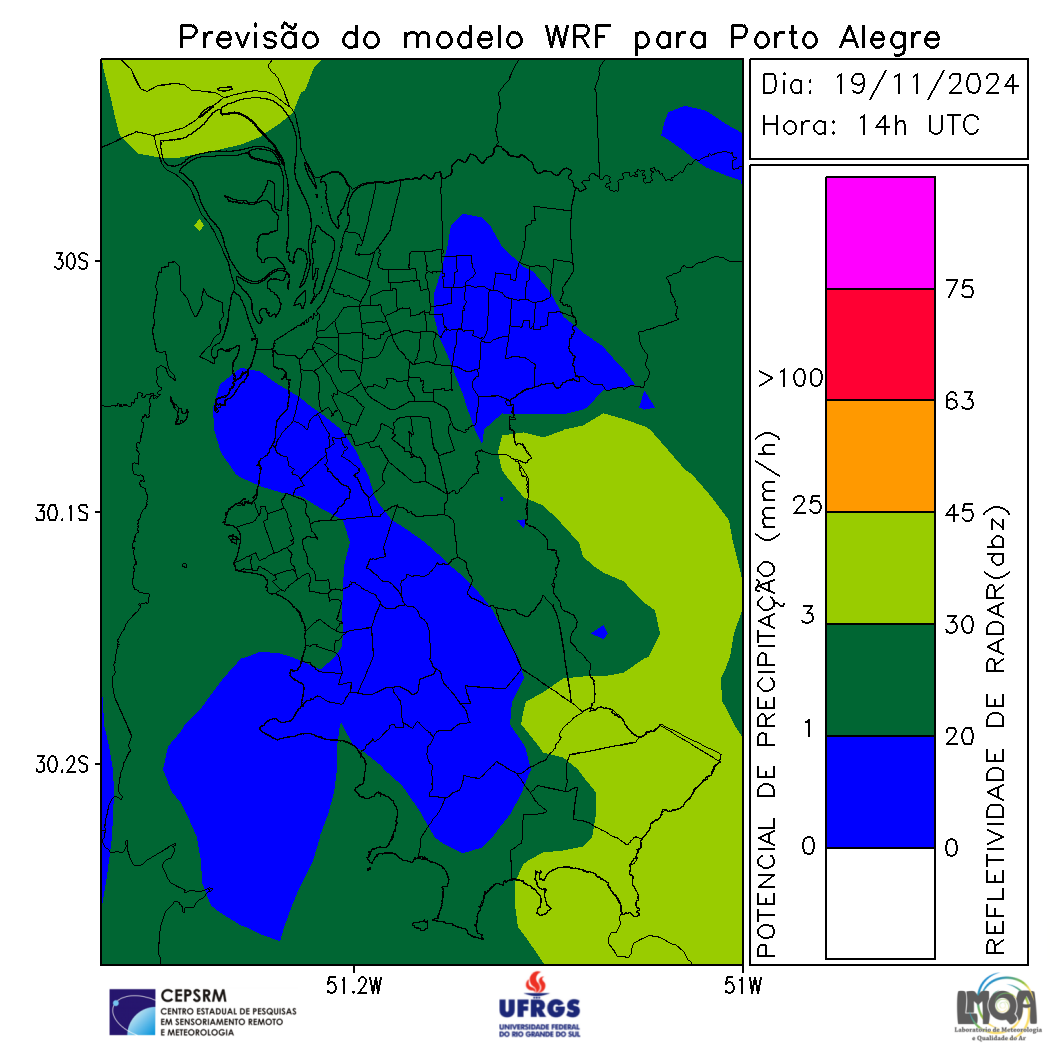 Previsão do modelo WRF para Porto Alegre
Dia: 19/11/2024
Hora: 14h UTC
30S
30.1S
30.2S
51.2W
51W
POTENCIAL DE PRECIPITAÇÃO (mm/h)
>100
25
3
1
0
75
63
45
30
20
0
REFLETIVIDADE DE RADAR(dbz)
CEPSRM
CENTRO ESTADUAL DE PESQUISAS
EM SENSORIAMENTO REMOTO
E METEOROLOGIA
UFRGS
UNIVERSIDADE FEDERAL
DO RIO GRANDE DO SUL
LMQA
Laboratório de Meteorologia
e Qualidade do Ar